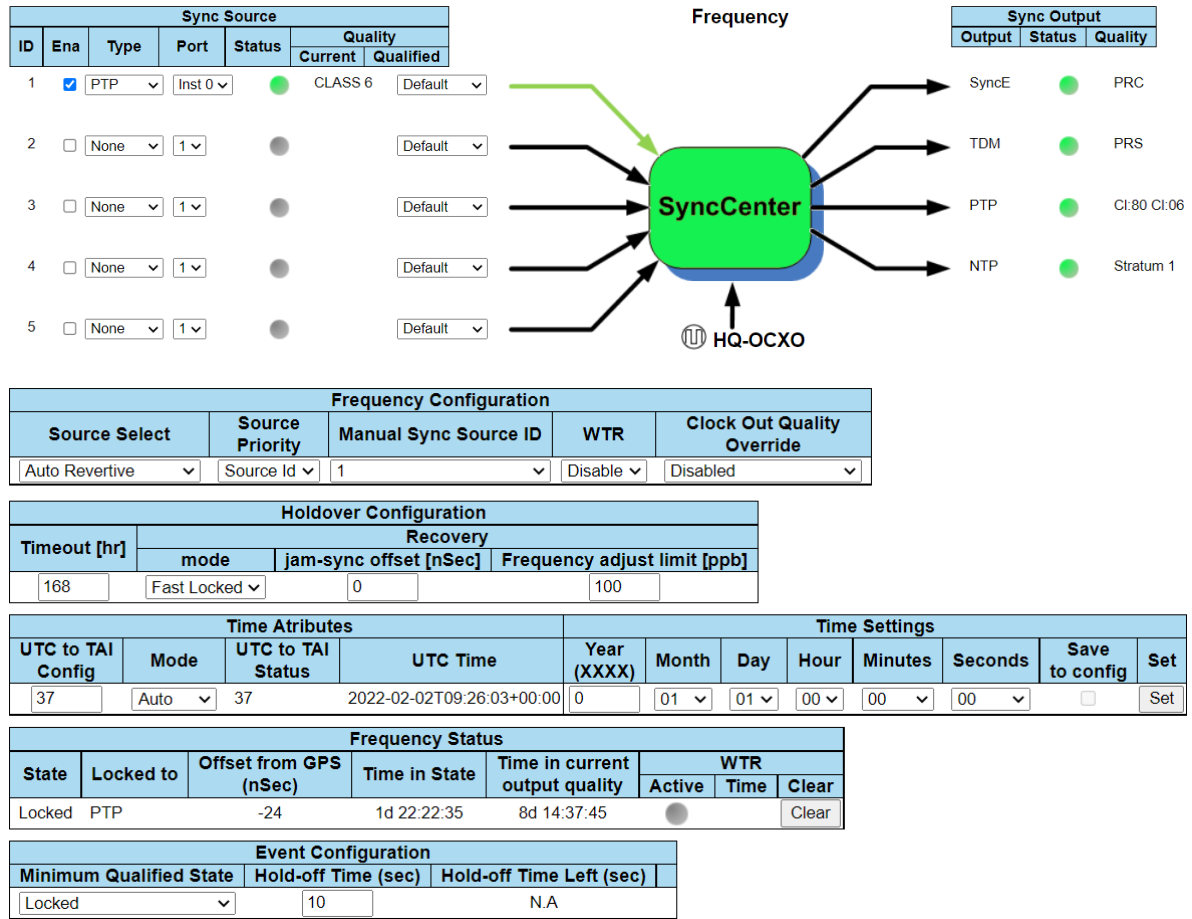 Sync Source
Frequency
Sync Output
ID Ena Type Port Status Quality
Current Qualified
Output Status Quality
1 PTP Inst 0 CLASS 6 Default
SyncE PRC
2 None 1 Default
TDM PRS
3 None 1 Default
SyncCenter
PTP Cl:80 Cl:06
4 None 1 Default
NTP Stratum 1
5 None 1 Default
HQ-OCXO
Frequency Configuration
Source Select Source Priority Manual Sync Source ID WTR Clock Out Quality Override
Auto Revertive Source Id 1 Disable Disabled
Holdover Configuration
Timeout [hr] Recovery
mode jam-sync offset [nSec] Frequency adjust limit [ppb]
168 Fast Locked 0 100
Time Atributes Time Settings
UTC to TAI Config Mode UTC to TAI Status UTC Time Year (XXXX) Month Day Hour Minutes Seconds Save to config Set
37 Auto 37 2022-02-02T09:26:03+00:00 0 01 01 00 00 00 Set
Frequency Status
State Locked to Offset from GPS (nSec) Time in State Time in current output quality WTR
Active Time Clear
Locked PTP -24 1d 22:22:35 8d 14:37:45 Clear
Event Configuration
Minimum Qualified State Hold-off Time (sec) Hold-off Time Left (sec)
Locked 10 N.A